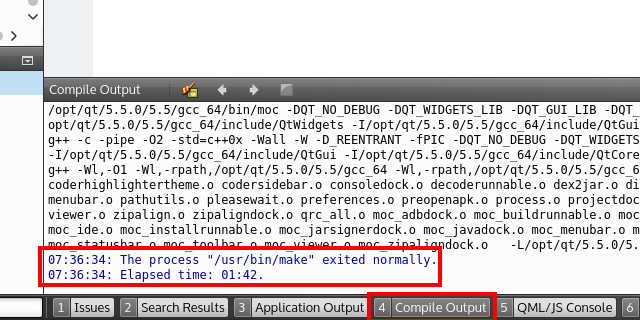 Compile Output
/opt/qt/5.5.0/5.5/gcc_64/bin/moc -DQT_NO_DEBUG -DQT_WIDGETS_LIB -DQT_GUI_LIB -DQT_
opt/qt/5.5.0/5.5/gcc_64/include/QtWidgets -I/opt/qt/5.5.0/5.5/gcc_64/include/QtGui
g++ -c -pipe -O2 -std=c++0x -Wall -W -D_REENTRANT -fPIC -DQT_NO_DEBUG -DQT_WIDGETS
-I/opt/qt/5.5.0/5.5/gcc_64/include/QtGui -I/opt/qt/5.5.0/5.5/gcc_64/include/QtCore
g++ -Wl,-O1 -Wl,-rpath,/opt/qt/5.5.0/5.5/gcc_64 -Wl,-rpath,/opt/qt/5.5.0/5.5/gcc_6
coderhighlightertheme.o codersidebar.o consoledock.o decoderunnable.o dex2jar.o di
menubar.o pathutils.o pleasewait.o preferences.o preopenapk.o process.o projectdoc
viewer.o zipalign.o zipaligndock.o qrc_all.o moc_adbdock.o moc_buildrunnable.o moc
moc_ide.o moc_installrunnable.o moc_jarsignerdock.o moc_javadock.o moc_menubar.o m
moc_statusbar.o moc_toolbar.o moc_viewer.o moc_zipaligndock.o -L/opt/qt/5.5.0/5.5
07:36:34: The process "/usr/bin/make" exited normally.
07:36:34: Elapsed time: 01:42.
1 Issues 2 Search Results 3 Application Output 4 Compile Output 5 QML/JS Console 6